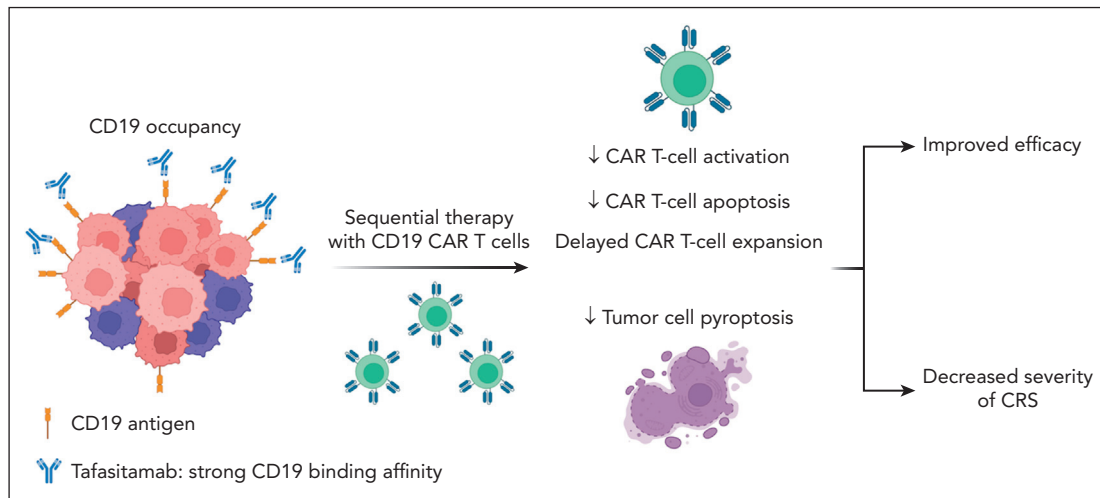 CD19 occupancy
CD19 antigen
Tafasitamab: strong CD19 binding affinity
Sequential therapy
with CD19 CAR T cells
↓ CAR T-cell activation
↓ CAR T-cell apoptosis
Delayed CAR T-cell expansion
↓ Tumor cell pyroptosis
Improved efficacy
Decreased severity
of CRS